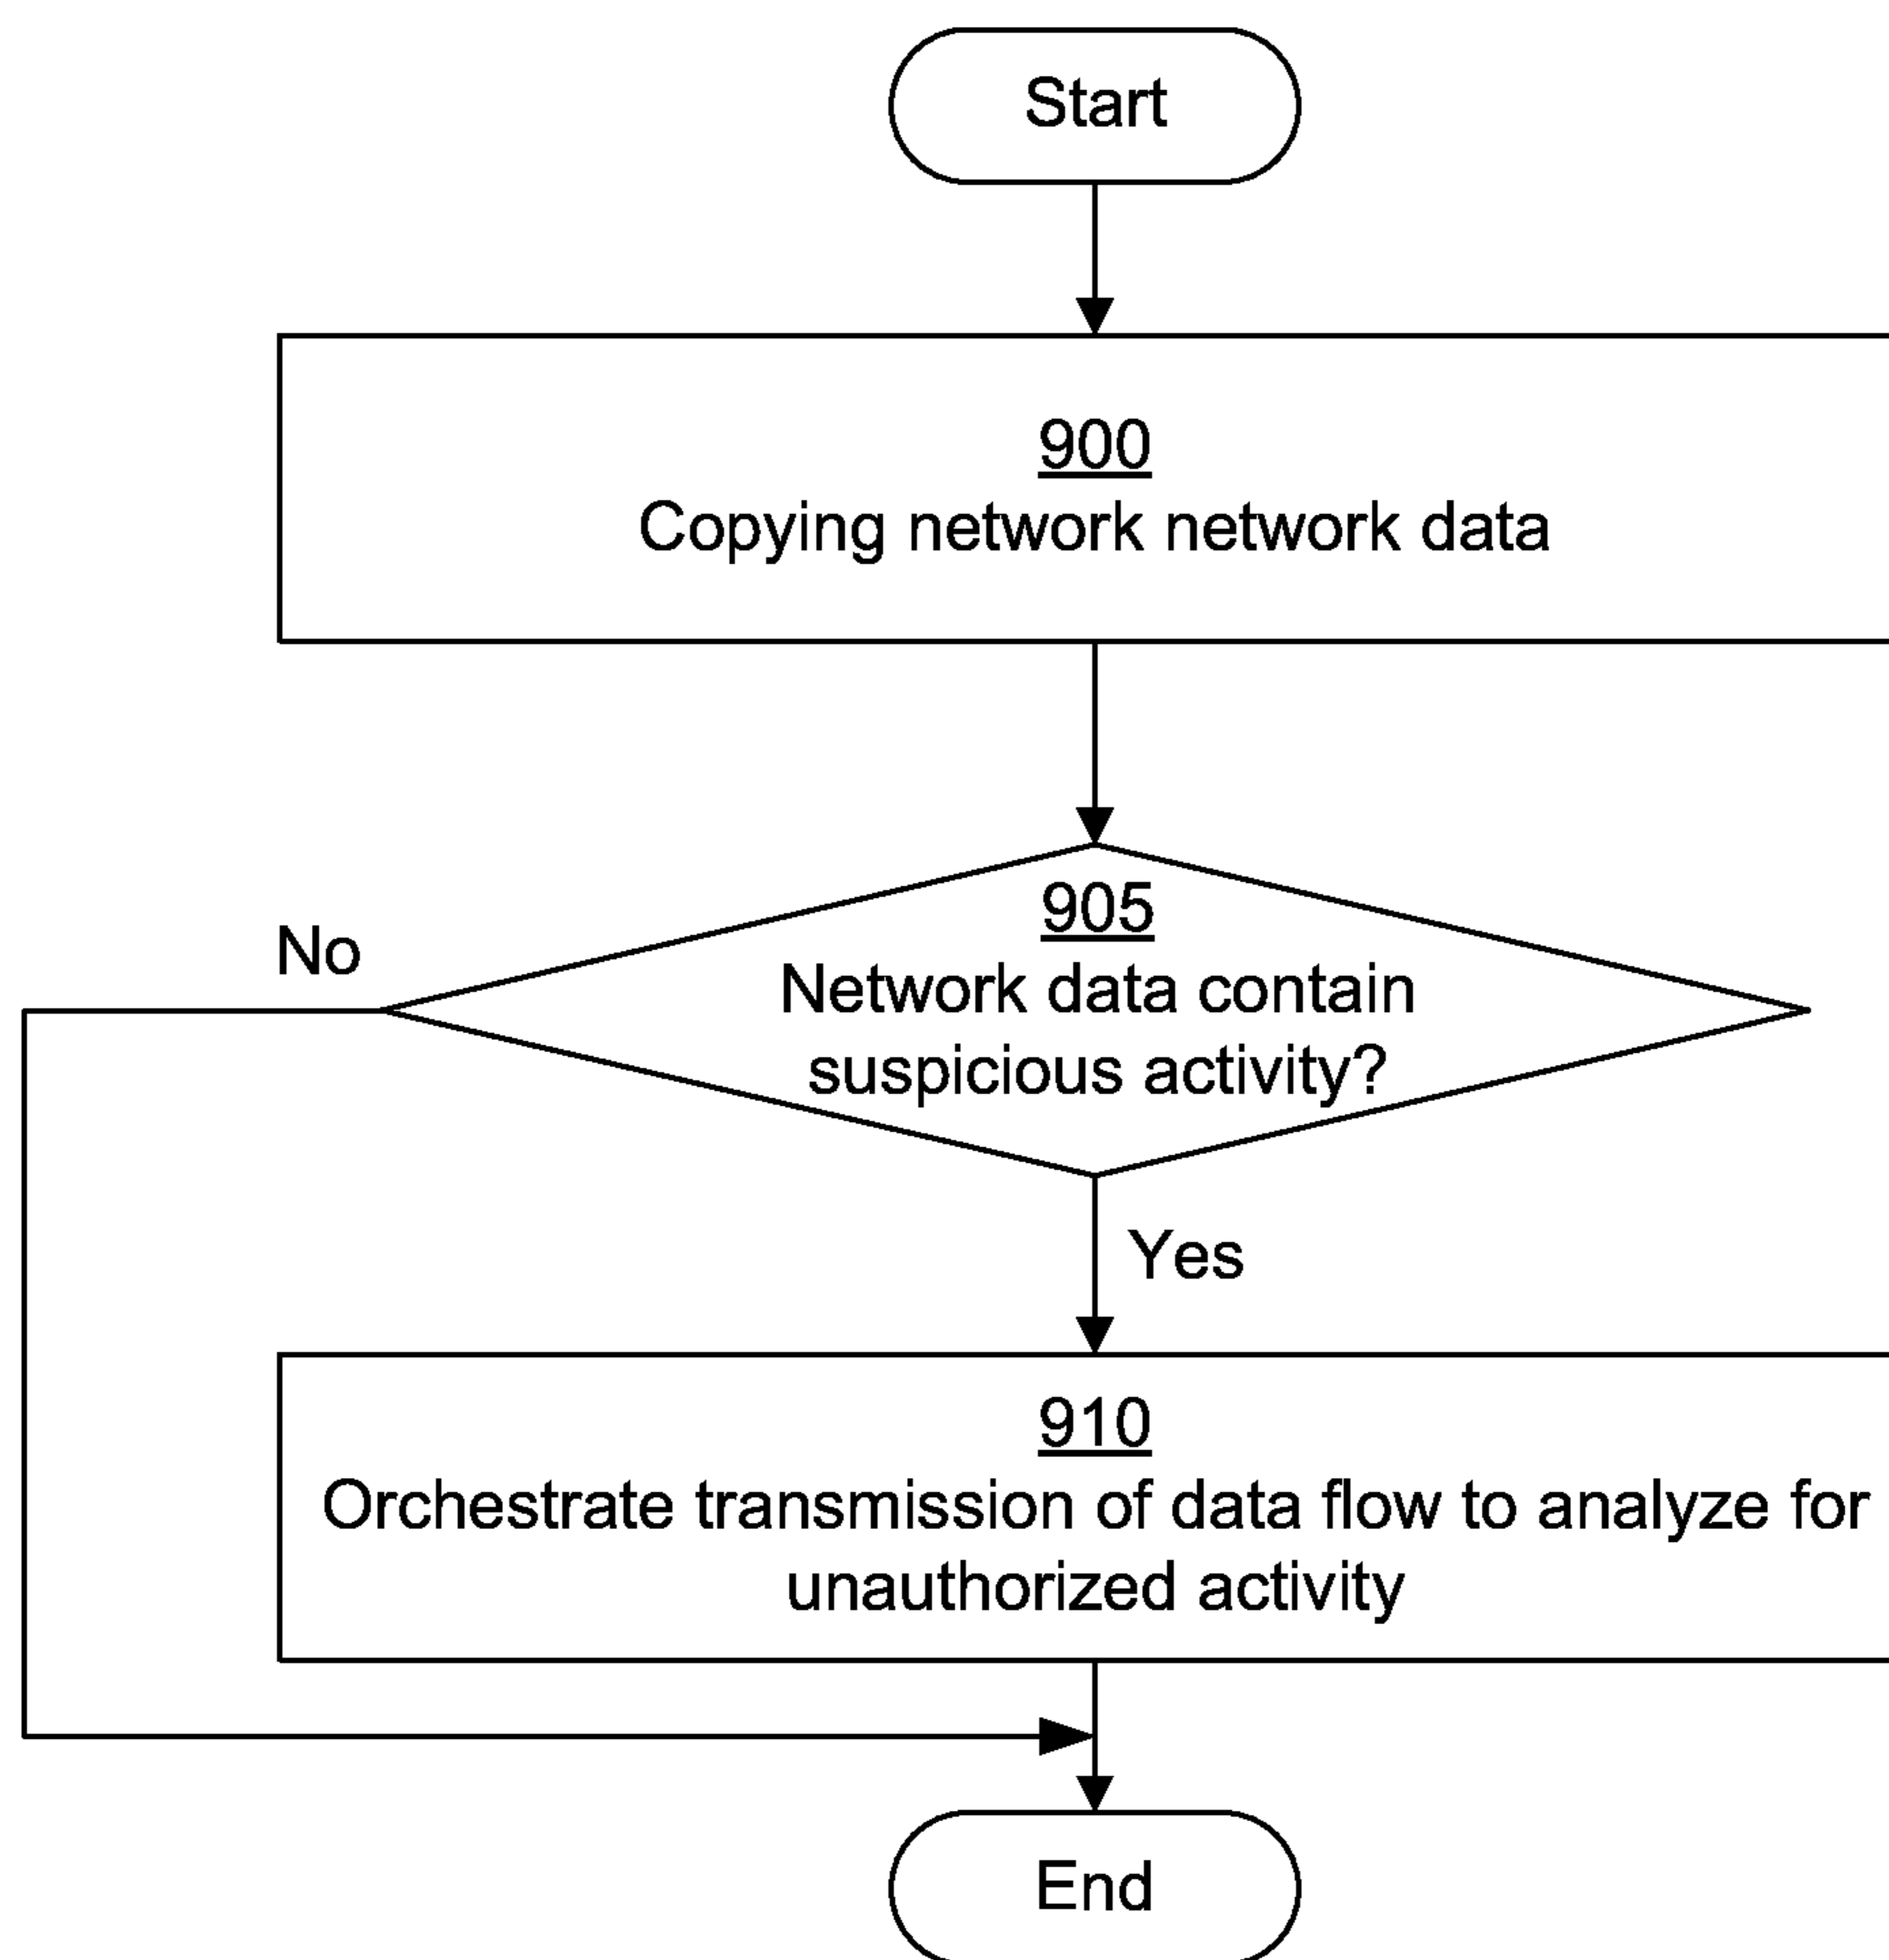 Start
900
Copying network network data
905
Network data contain
suspicious activity?
No
Yes
910
Orchestrate transmission of data flow to analyze for
unauthorized activity
End